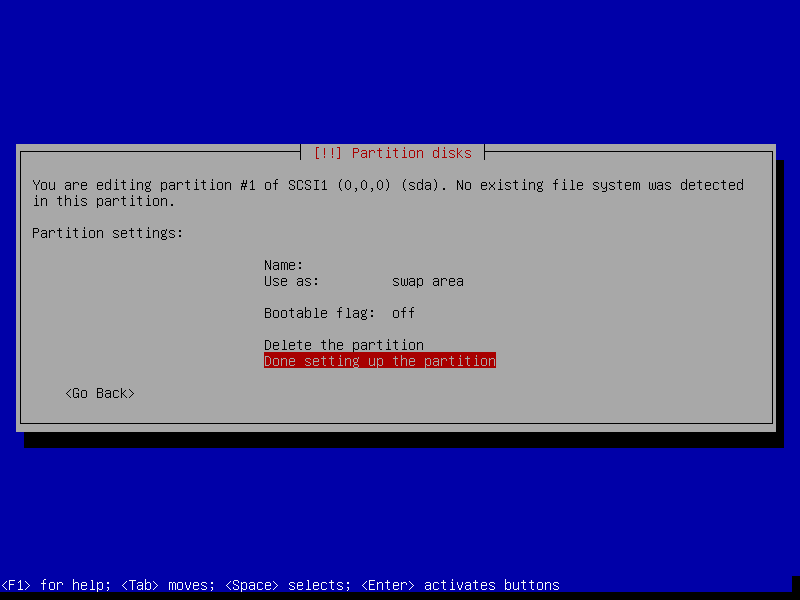 [!!] Partition disks
You are editing partition #1 of SCSI1 (0,0,0) (sda). No existing file system was detected
in this partition.
Partition settings:
Name:
Use as: swap area
Bootable flag: off
Delete the partition
Done setting up the partition
<Go Back>
<F1> for help; <Tab> moves; <Space> selects; <Enter> activates buttons